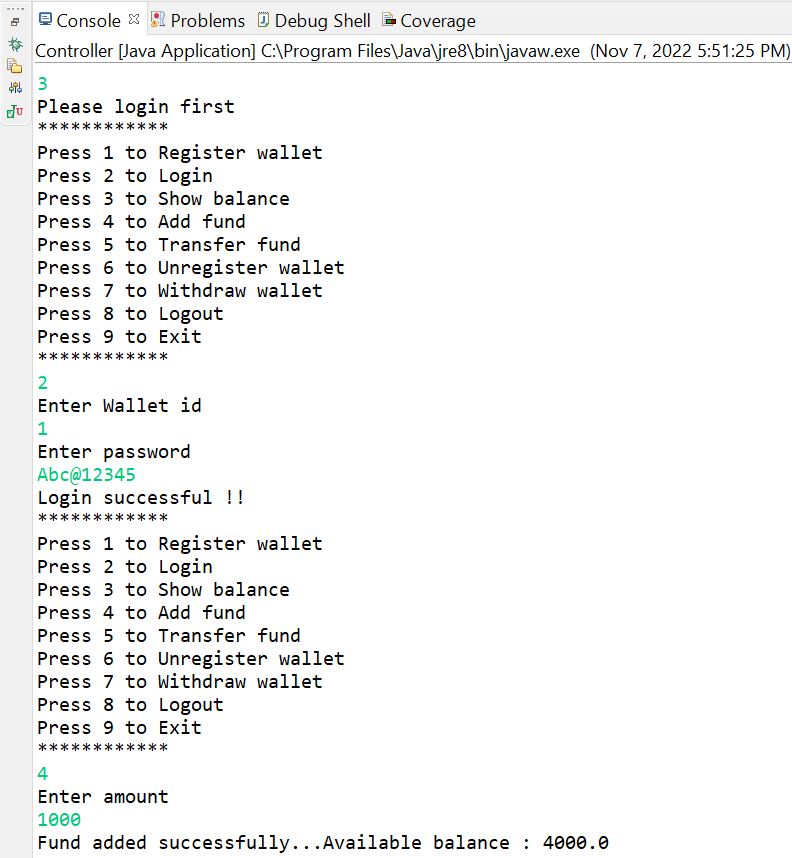 Console Problems Debug Shell Coverage
Controller [Java Application] C:\Program Files\Java\jre8\bin\javaw.exe (Nov 7, 2022 5:51:25 PM)
3
Please login first
************
Press 1 to Register wallet
Press 2 to Login
Press 3 to Show balance
Press 4 to Add fund
Press 5 to Transfer fund
Press 6 to Unregister wallet
Press 7 to Withdraw wallet
Press 8 to Logout
Press 9 to Exit
************
2
Enter Wallet id
1
Enter password
Abc@12345
Login successful !!
************
Press 1 to Register wallet
Press 2 to Login
Press 3 to Show balance
Press 4 to Add fund
Press 5 to Transfer fund
Press 6 to Unregister wallet
Press 7 to Withdraw wallet
Press 8 to Logout
Press 9 to Exit
************
4
Enter amount
1000
Fund added successfully...Available balance : 4000.0